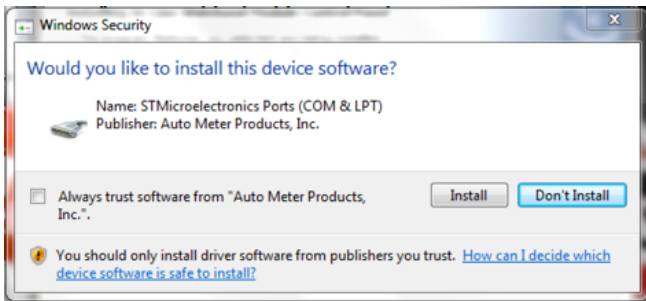 Windows Security
Would you like to install this device software?
Name: STMicroelectronics Ports (COM & LPT)
Publisher: Auto Meter Products, Inc.
Always trust software from "Auto Meter Products,
Inc.".
Install
Don't Install
You should only install driver software from publishers you trust. How can I decide which
device software is safe to install?